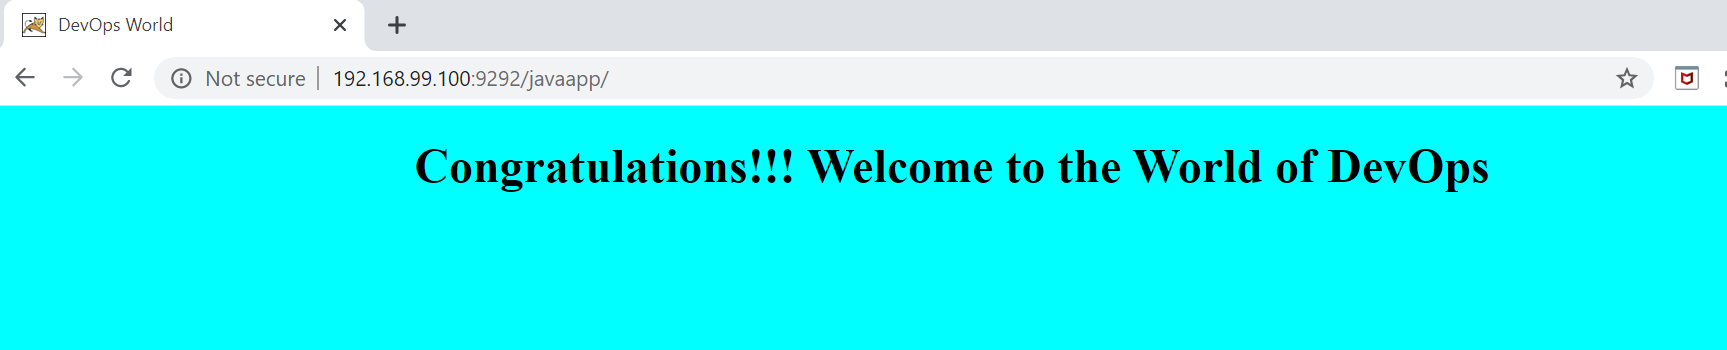 DevOps World
Not secure | 192.168.99.100:9292/javaapp/
Congratulations!!! Welcome to the World of DevOps